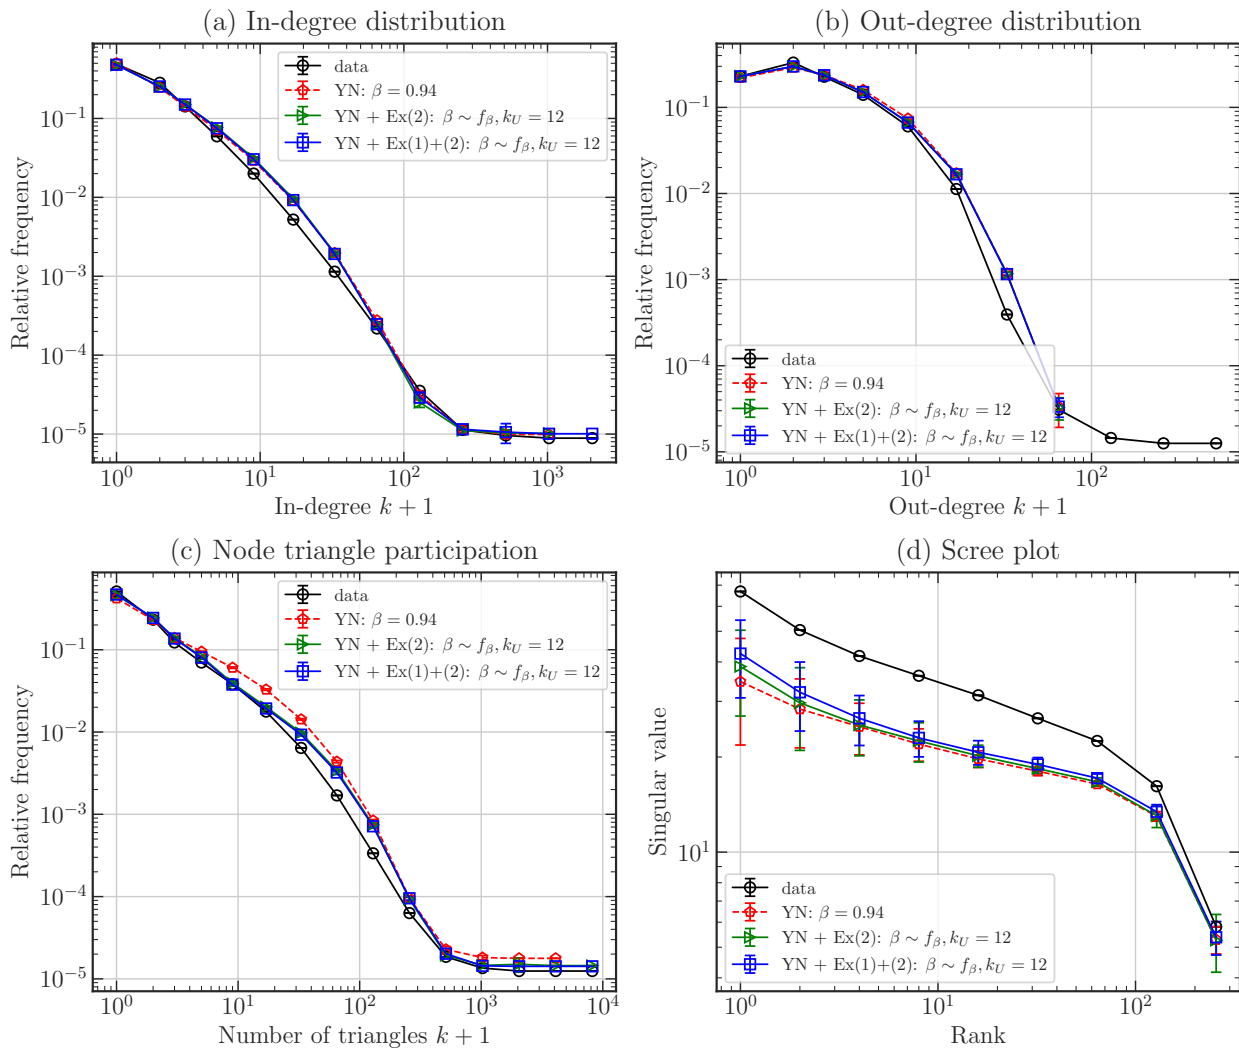 (a) In-degree distribution
data
YN: β = 0.94
YN + Ex(2): β ∼ f_β, k_U = 12
YN + Ex(1)+(2): β ∼ f_β, k_U = 12
Relative frequency
10^−1
10^−2
10^−3
10^−4
10^−5
10^0
10^1
10^2
10^3
In-degree k + 1
(b) Out-degree distribution
Relative frequency
10^−1
10^−2
10^−3
10^−4
10^−5
data
YN: β = 0.94
YN + Ex(2): β ∼ f_β, k_U = 12
YN + Ex(1)+(2): β ∼ f_β, k_U = 12
10^0
10^1
10^2
Out-degree k + 1
(c) Node triangle participation
data
YN: β = 0.94
YN + Ex(2): β ∼ f_β, k_U = 12
YN + Ex(1)+(2): β ∼ f_β, k_U = 12
Relative frequency
10^−1
10^−2
10^−3
10^−4
10^−5
10^0
10^1
10^2
10^3
10^4
Number of triangles k + 1
(d) Scree plot
Singular value
10^1
data
YN: β = 0.94
YN + Ex(2): β ∼ f_β, k_U = 12
YN + Ex(1)+(2): β ∼ f_β, k_U = 12
10^0
10^1
10^2
Rank